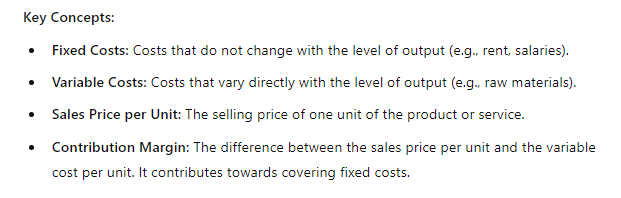 Key Concepts:
• Fixed Costs: Costs that do not change with the level of output (e.g., rent, salaries).
• Variable Costs: Costs that vary directly with the level of output (e.g., raw materials).
• Sales Price per Unit: The selling price of one unit of the product or service.
• Contribution Margin: The difference between the sales price per unit and the variable
cost per unit. It contributes towards covering fixed costs.